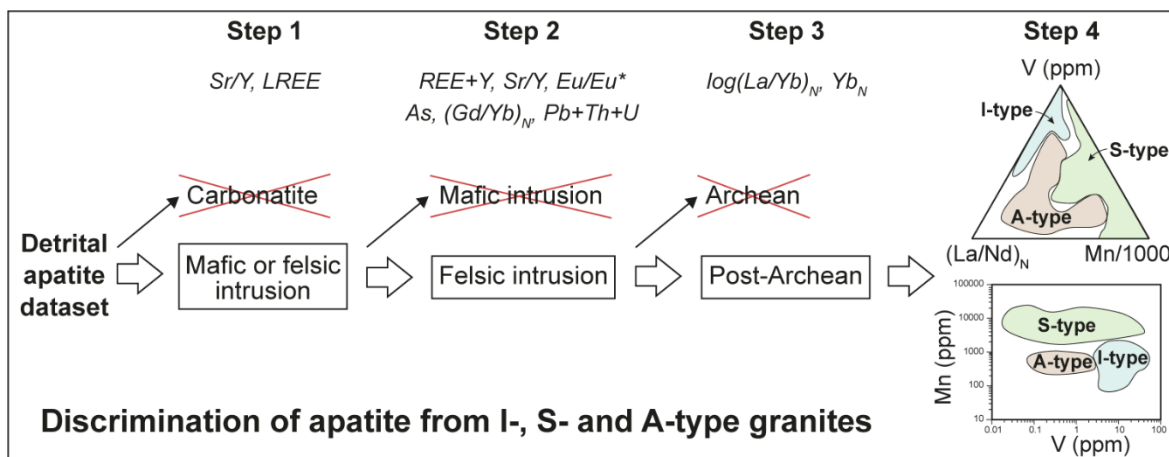 Step 1
Step 2
Step 3
Step 4
Sr/Y, LREE
REE+Y, Sr/Y, Eu/Eu*
As, (Gd/Yb)N, Pb+Th+U
log(La/Yb)N, YbN
V (ppm)
I-type
S-type
A-type
(La/Nd)N
Mn/1000
Carbonatite
Mafic intrusion
Archean
Detrital
apatite
dataset
Mafic or felsic
intrusion
Felsic intrusion
Post-Archean
100000
10000
1000
100
10
Mn (ppm)
S-type
A-type
I-type
0.01
0.1
1
10
100
V (ppm)
Discrimination of apatite from I-, S- and A-type granites